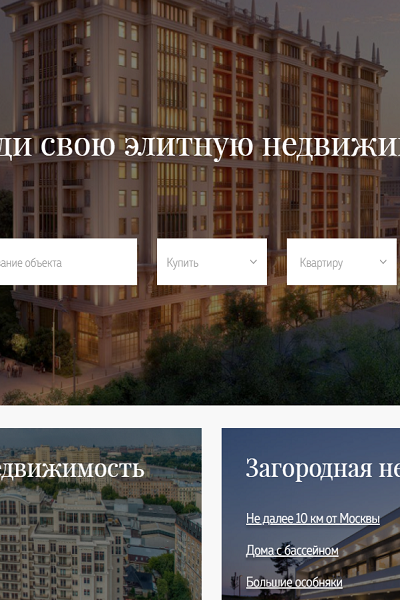 ди свою элитную недвижи
ание объекта
Купить
Квартиру
едвижимость
Загородная не
Не далее 10 км от Москвы
Дома с бассейном
Большие особняки